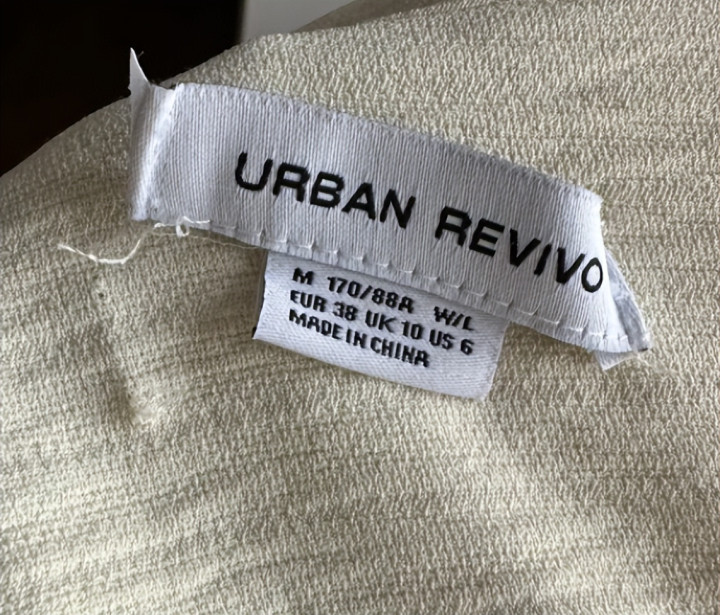 URBAN REVIVO
M 170/88A W/L
EUR 38 UK 10 US 6
MADE IN CHINA